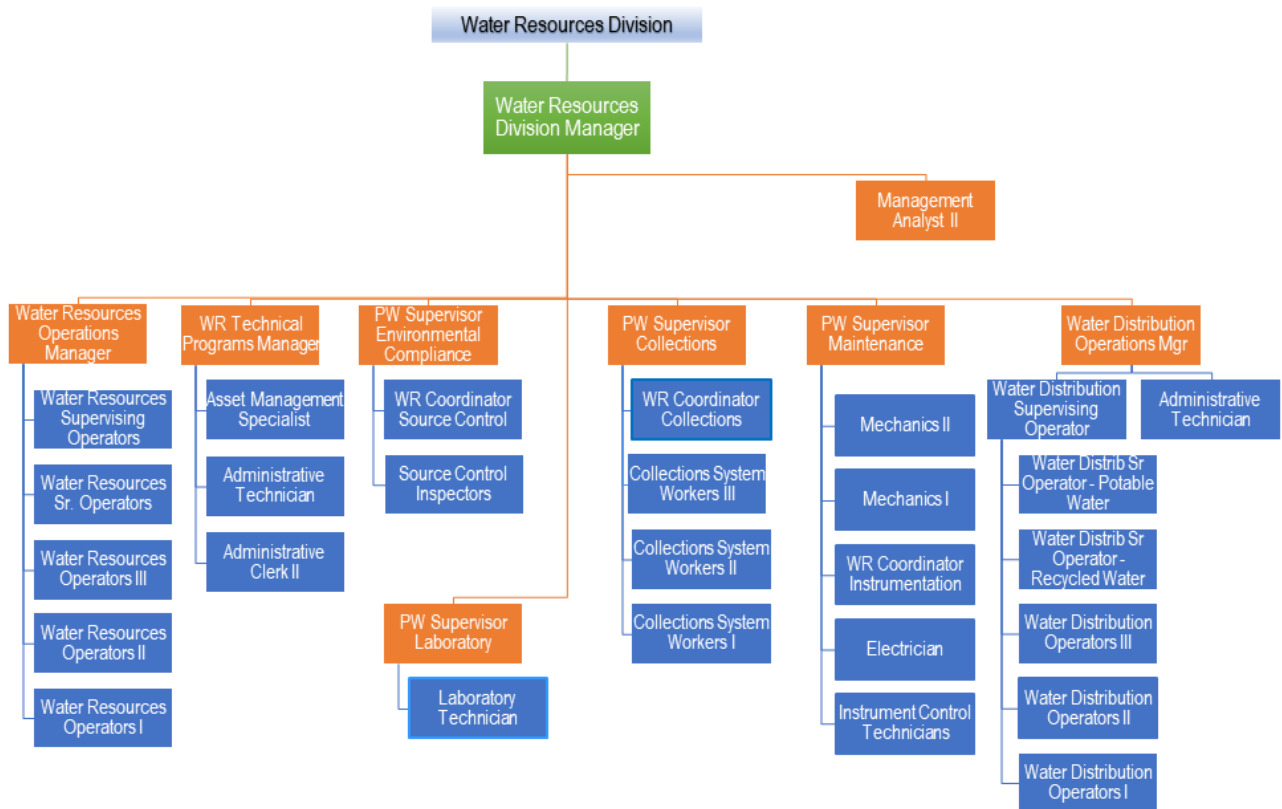 Water Resources Division
Water Resources
Division Manager
Management
Analyst II
Water Resources
Operations
Manager
WR Technical
Programs Manager
PW Supervisor
Environmental
Compliance
PW Supervisor
Collections
PW Supervisor
Maintenance
Water Distribution
Operations Mgr
Water Resources
Supervising
Operators
Water Resources
Sr. Operators
Water Resources
Operators III
Water Resources
Operators II
Water Resources
Operators I
Asset Management
Specialist
Administrative
Technician
Administrative
Clerk II
WR Coordinator
Source Control
Source Control
Inspectors
PW Supervisor
Laboratory
Laboratory
Technician
WR Coordinator
Collections
Collections System
Workers III
Collections System
Workers II
Collections System
Workers I
Mechanics II
Mechanics I
WR Coordinator
Instrumentation
Electrician
Instrument Control
Technicians
Water Distribution
Supervising
Operator
Administrative
Technician
Water Distrib Sr
Operator - Potable
Water
Water Distrib Sr
Operator -
Recycled Water
Water Distribution
Operators III
Water Distribution
Operators II
Water Distribution
Operators I